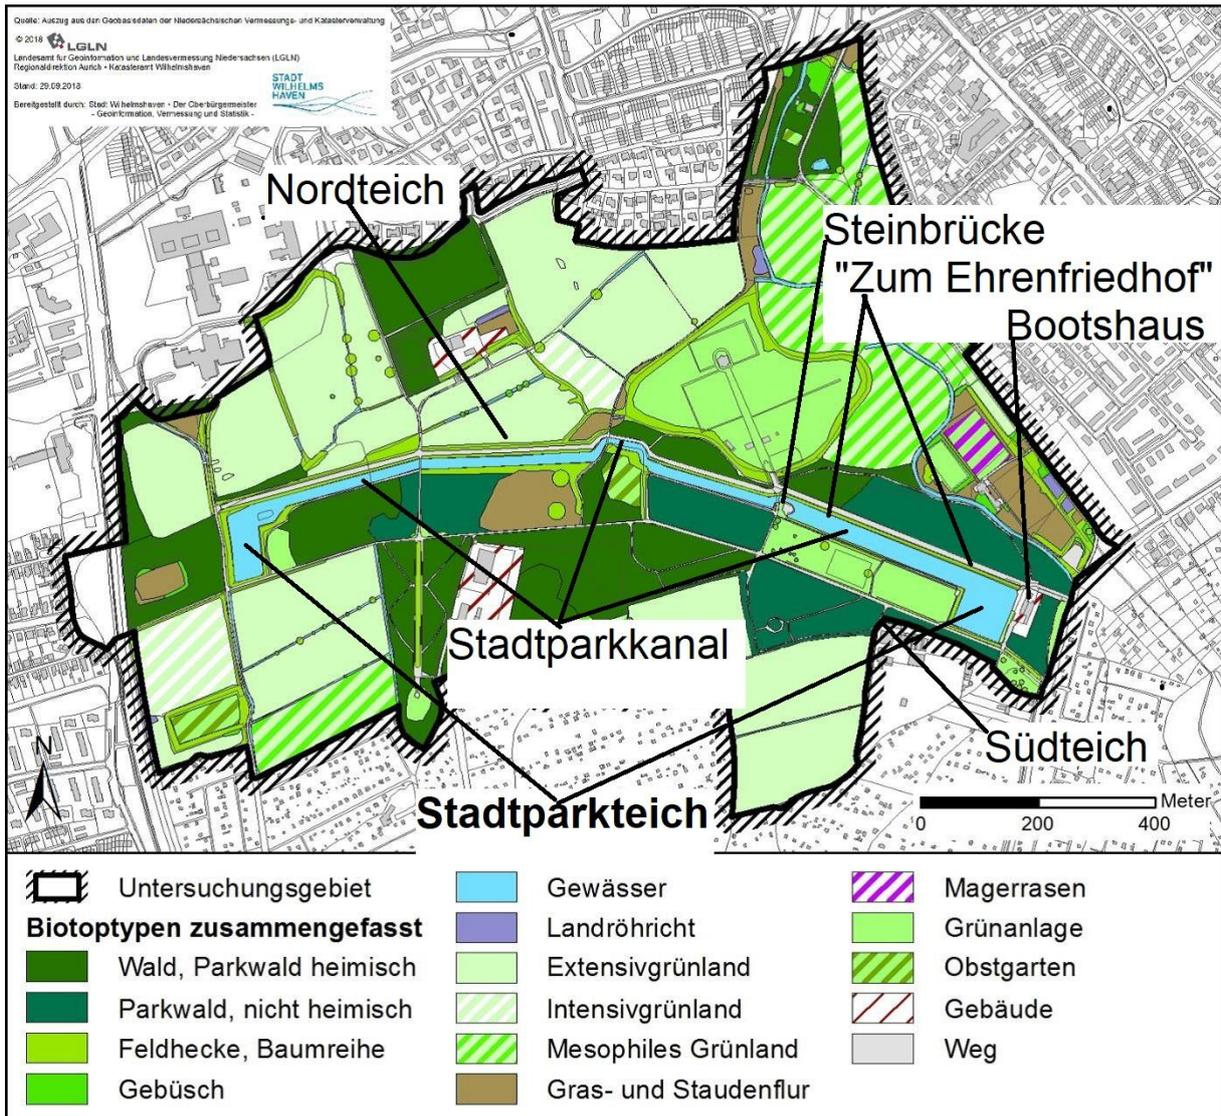 Quelle: Auszug aus den Geobasisdaten der Niedersächsischen Vermessungs- und Katasterverwaltung
© 2018 LGLN
Landesamt für Geoinformation und Landesvermessung Niedersachsen (LGLN)
Regionaldirektion Aurich - Katasteramt Wilhelmshaven
Stand: 29.09.2018
Bereitgestellt durch: Stadt Wilhelmshaven - Der Oberbürgermeister
- Geoinformation, Vermessung und Statistik -
STADT
WILHELMS
HAVEN
Nordteich
Steinbrücke
"Zum Ehrenfriedhof"
Bootshaus
Stadtparkkanal
Südteich
Stadtparkteich
N
Meter
0 200 400
Untersuchungsgebiet
Biotoptypen zusammengefasst
Wald, Parkwald heimisch
Parkwald, nicht heimisch
Feldhecke, Baumreihe
Gebüsch
Gewässer
Landröhricht
Extensivgrünland
Intensivgrünland
Mesophiles Grünland
Gras- und Staudenflur
Magerrasen
Grünanlage
Obstgarten
Gebäude
Weg